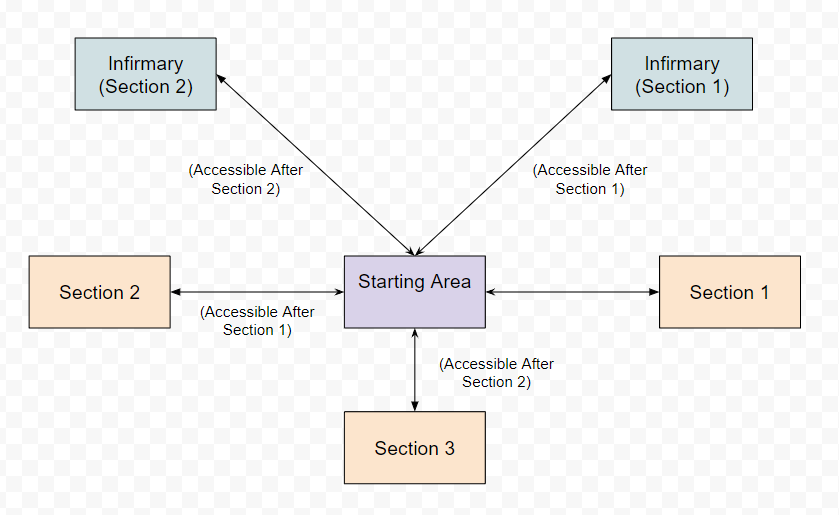 Infirmary
(Section 2)
Infirmary
(Section 1)
(Accessible After
Section 2)
(Accessible After
Section 1)
Section 2
Starting Area
Section 1
(Accessible After
Section 1)
(Accessible After
Section 2)
Section 3